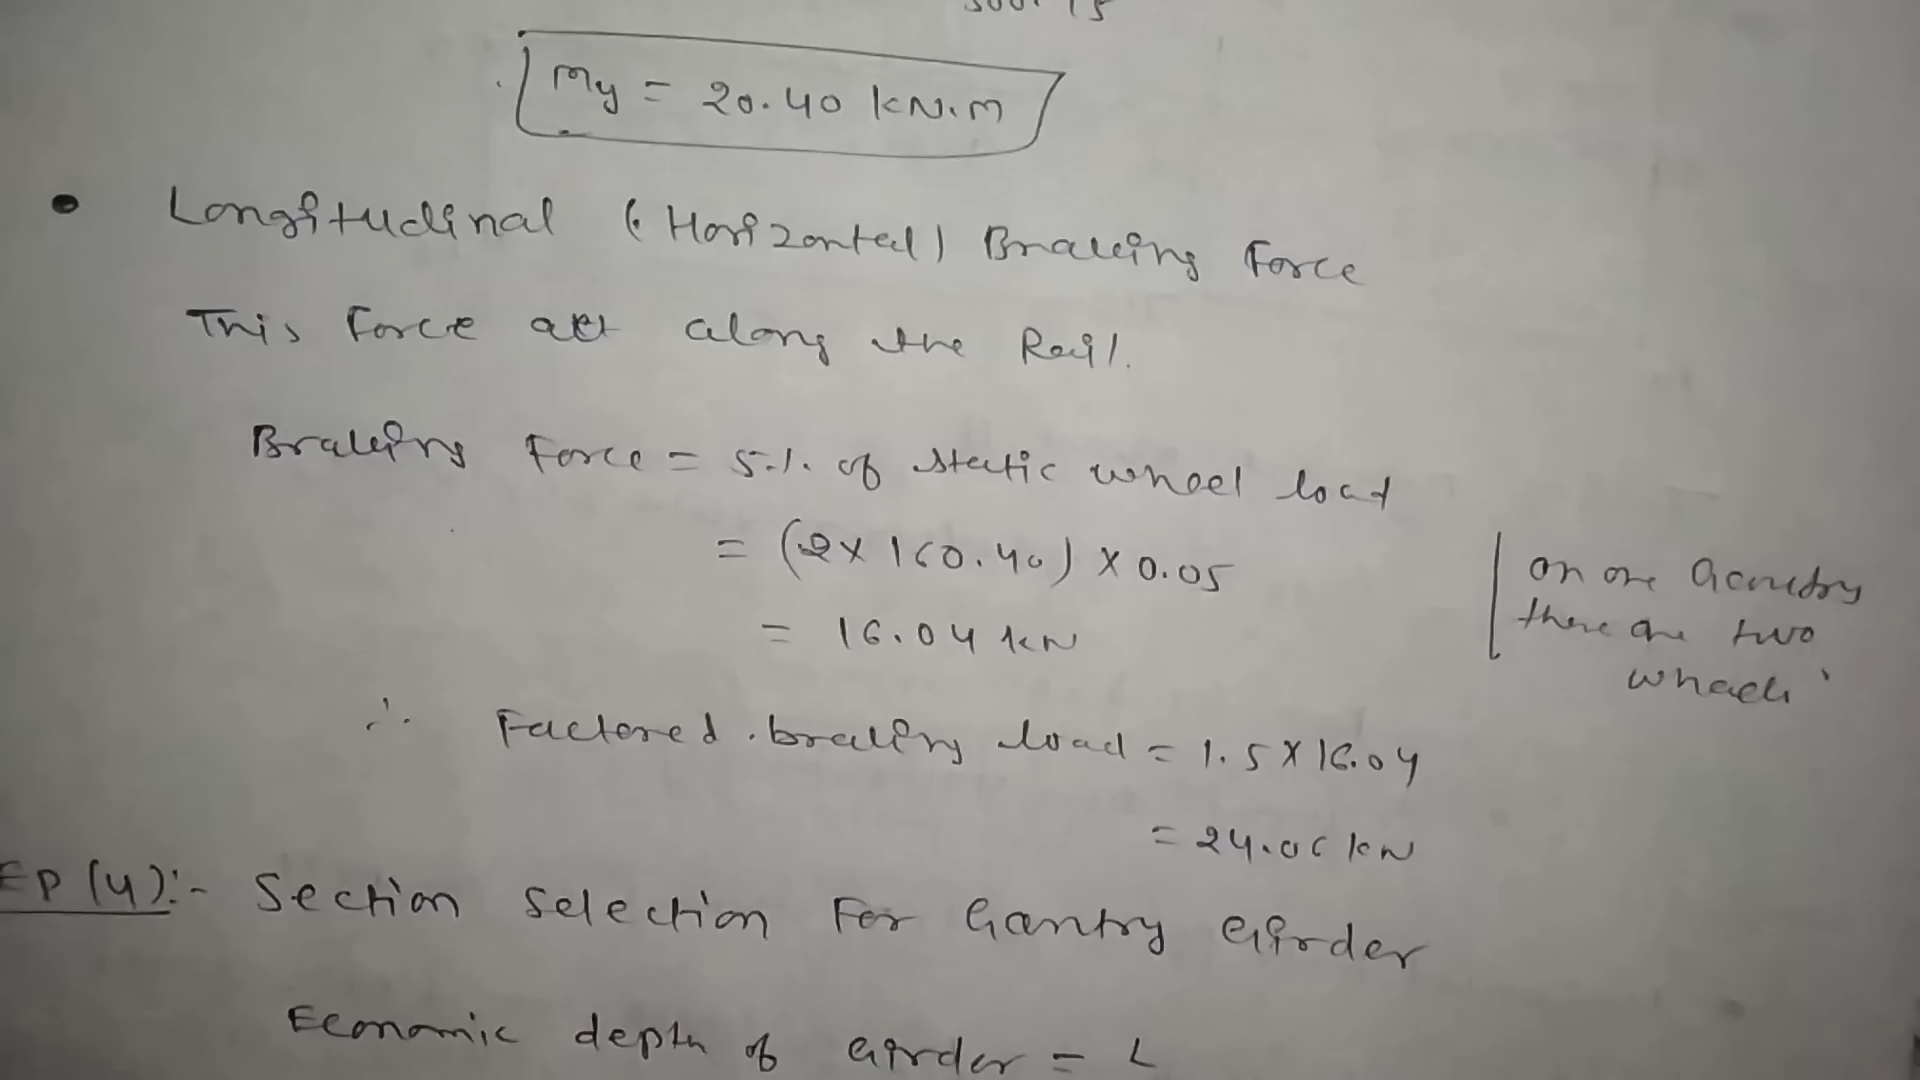 My = 20.40 kN.m
• Longitudinal (Horizontal) Braking Force
This Force act along the Rail.
Braking Force = 5.1. of static wheel load
= (2 x 160.40) x 0.05
= 16.04 kN
on one Gantry
there are two
wheels
∴ Factored braking load = 1.5 x 16.04
= 24.06 kN
EP (4):- Section Selection For Gantry Girder
Economic depth of Girder = L